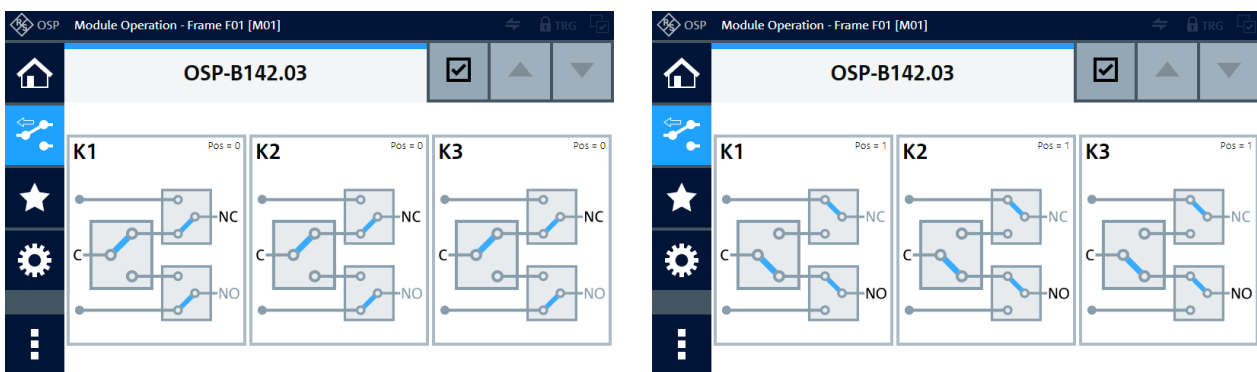 R&S OSP Module Operation - Frame F01 [M01] TRG
OSP-B142.03
K1 Pos = 0 K2 Pos = 0 K3 Pos = 0
NC NC NC
C C C
NO NO NO
R&S OSP Module Operation - Frame F01 [M01] TRG
OSP-B142.03
K1 Pos = 1 K2 Pos = 1 K3 Pos = 1
NC NC NC
C C C
NO NO NO